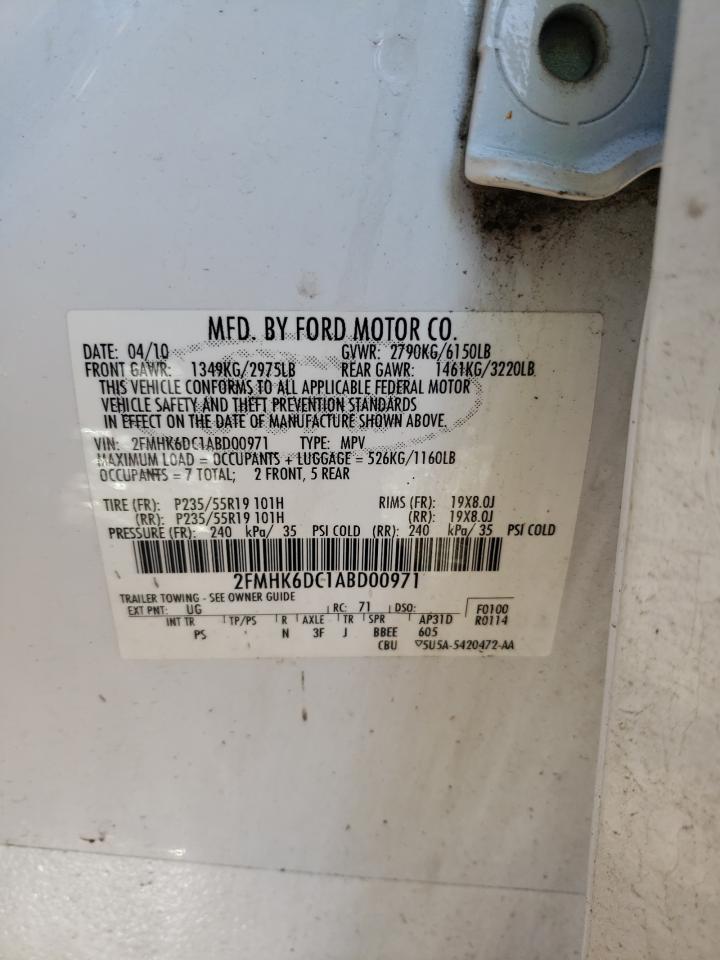 MFD. BY FORD MOTOR CO.
DATE: 04/10 GVWR: 2790KG/6150LB
FRONT GAWR: 1349KG/2975LB REAR GAWR: 1461KG/3220LB
THIS VEHICLE CONFORMS TO ALL APPLICABLE FEDERAL MOTOR
VEHICLE SAFETY AND THEFT PREVENTION STANDARDS
IN EFFECT ON THE DATE OF MANUFACTURE SHOWN ABOVE.
VIN: 2FMHK6DC1ABD00971 TYPE: MPV
MAXIMUM LOAD = OCCUPANTS + LUGGAGE = 526KG/1160LB
OCCUPANTS = 7 TOTAL; 2 FRONT, 5 REAR
TIRE (FR): P235/55R19 101H RIMS (FR): 19X8.0J
(RR): P235/55R19 101H (RR): 19X8.0J
PRESSURE (FR): 240 kPa/ 35 PSI COLD (RR): 240 kPa/ 35 PSI COLD
2FMHK6DC1ABD00971
TRAILER TOWING - SEE OWNER GUIDE
EXT PNT: UG RC: 71 DSO: F0100
INT TR TP/PS R AXLE TR SPR AP31D R0114
PS N 3F J BBEE 605
CBU ▽5U5A-5420472-AA